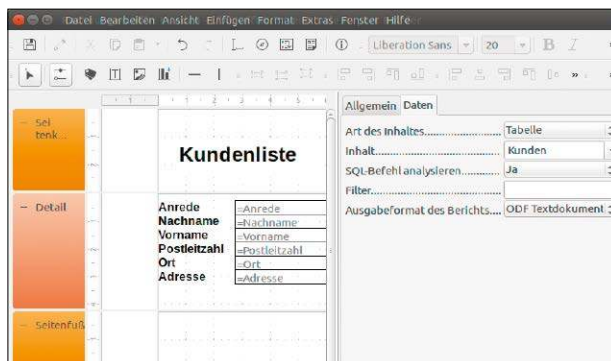 Datei Bearbeiten Ansicht Einfügen Format Extras Fenster Hilfe
Liberation Sans 20 B I
Allgemein Daten
Sei
tenk...
Kundenliste
Art des Inhaltes Tabelle
Inhalt Kunden
SQL-Befehl analysieren Ja
Filter
Ausgabeformat des Berichts ODF Textdokument
Detail
Anrede =Anrede
Nachname =Nachname
Vorname =Vorname
Postleitzahl =Postleitzahl
Ort =Ort
Adresse =Adresse
Seitenfuß